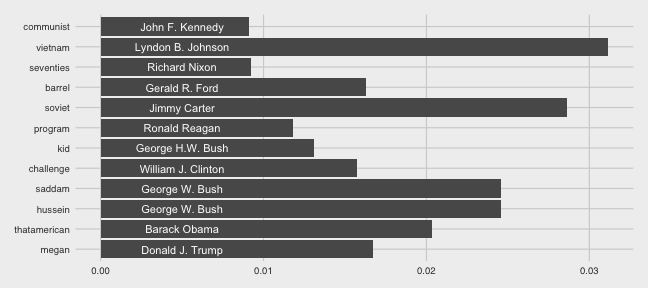 communist John F. Kennedy
vietnam Lyndon B. Johnson
seventies Richard Nixon
barrel Gerald R. Ford
soviet Jimmy Carter
program Ronald Reagan
kid George H.W. Bush
challenge William J. Clinton
saddam George W. Bush
hussein George W. Bush
thatamerican Barack Obama
megan Donald J. Trump
0.00 0.01 0.02 0.03